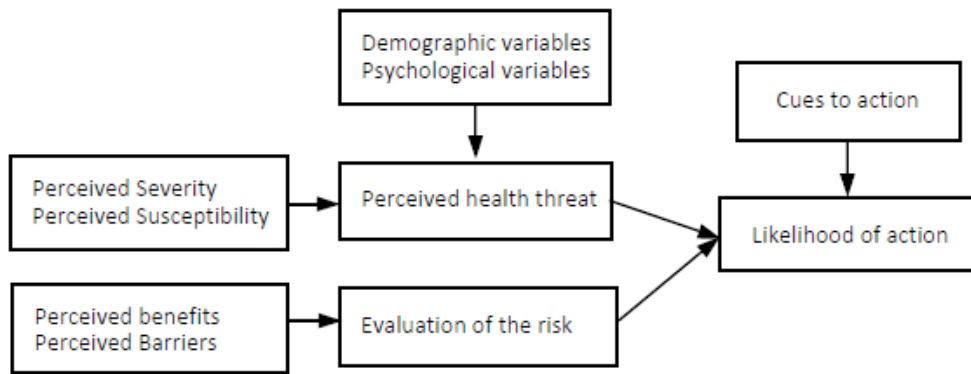 Demographic variables
Psychological variables
Cues to action
Perceived Severity
Perceived Susceptibility
Perceived health threat
Likelihood of action
Perceived benefits
Perceived Barriers
Evaluation of the risk